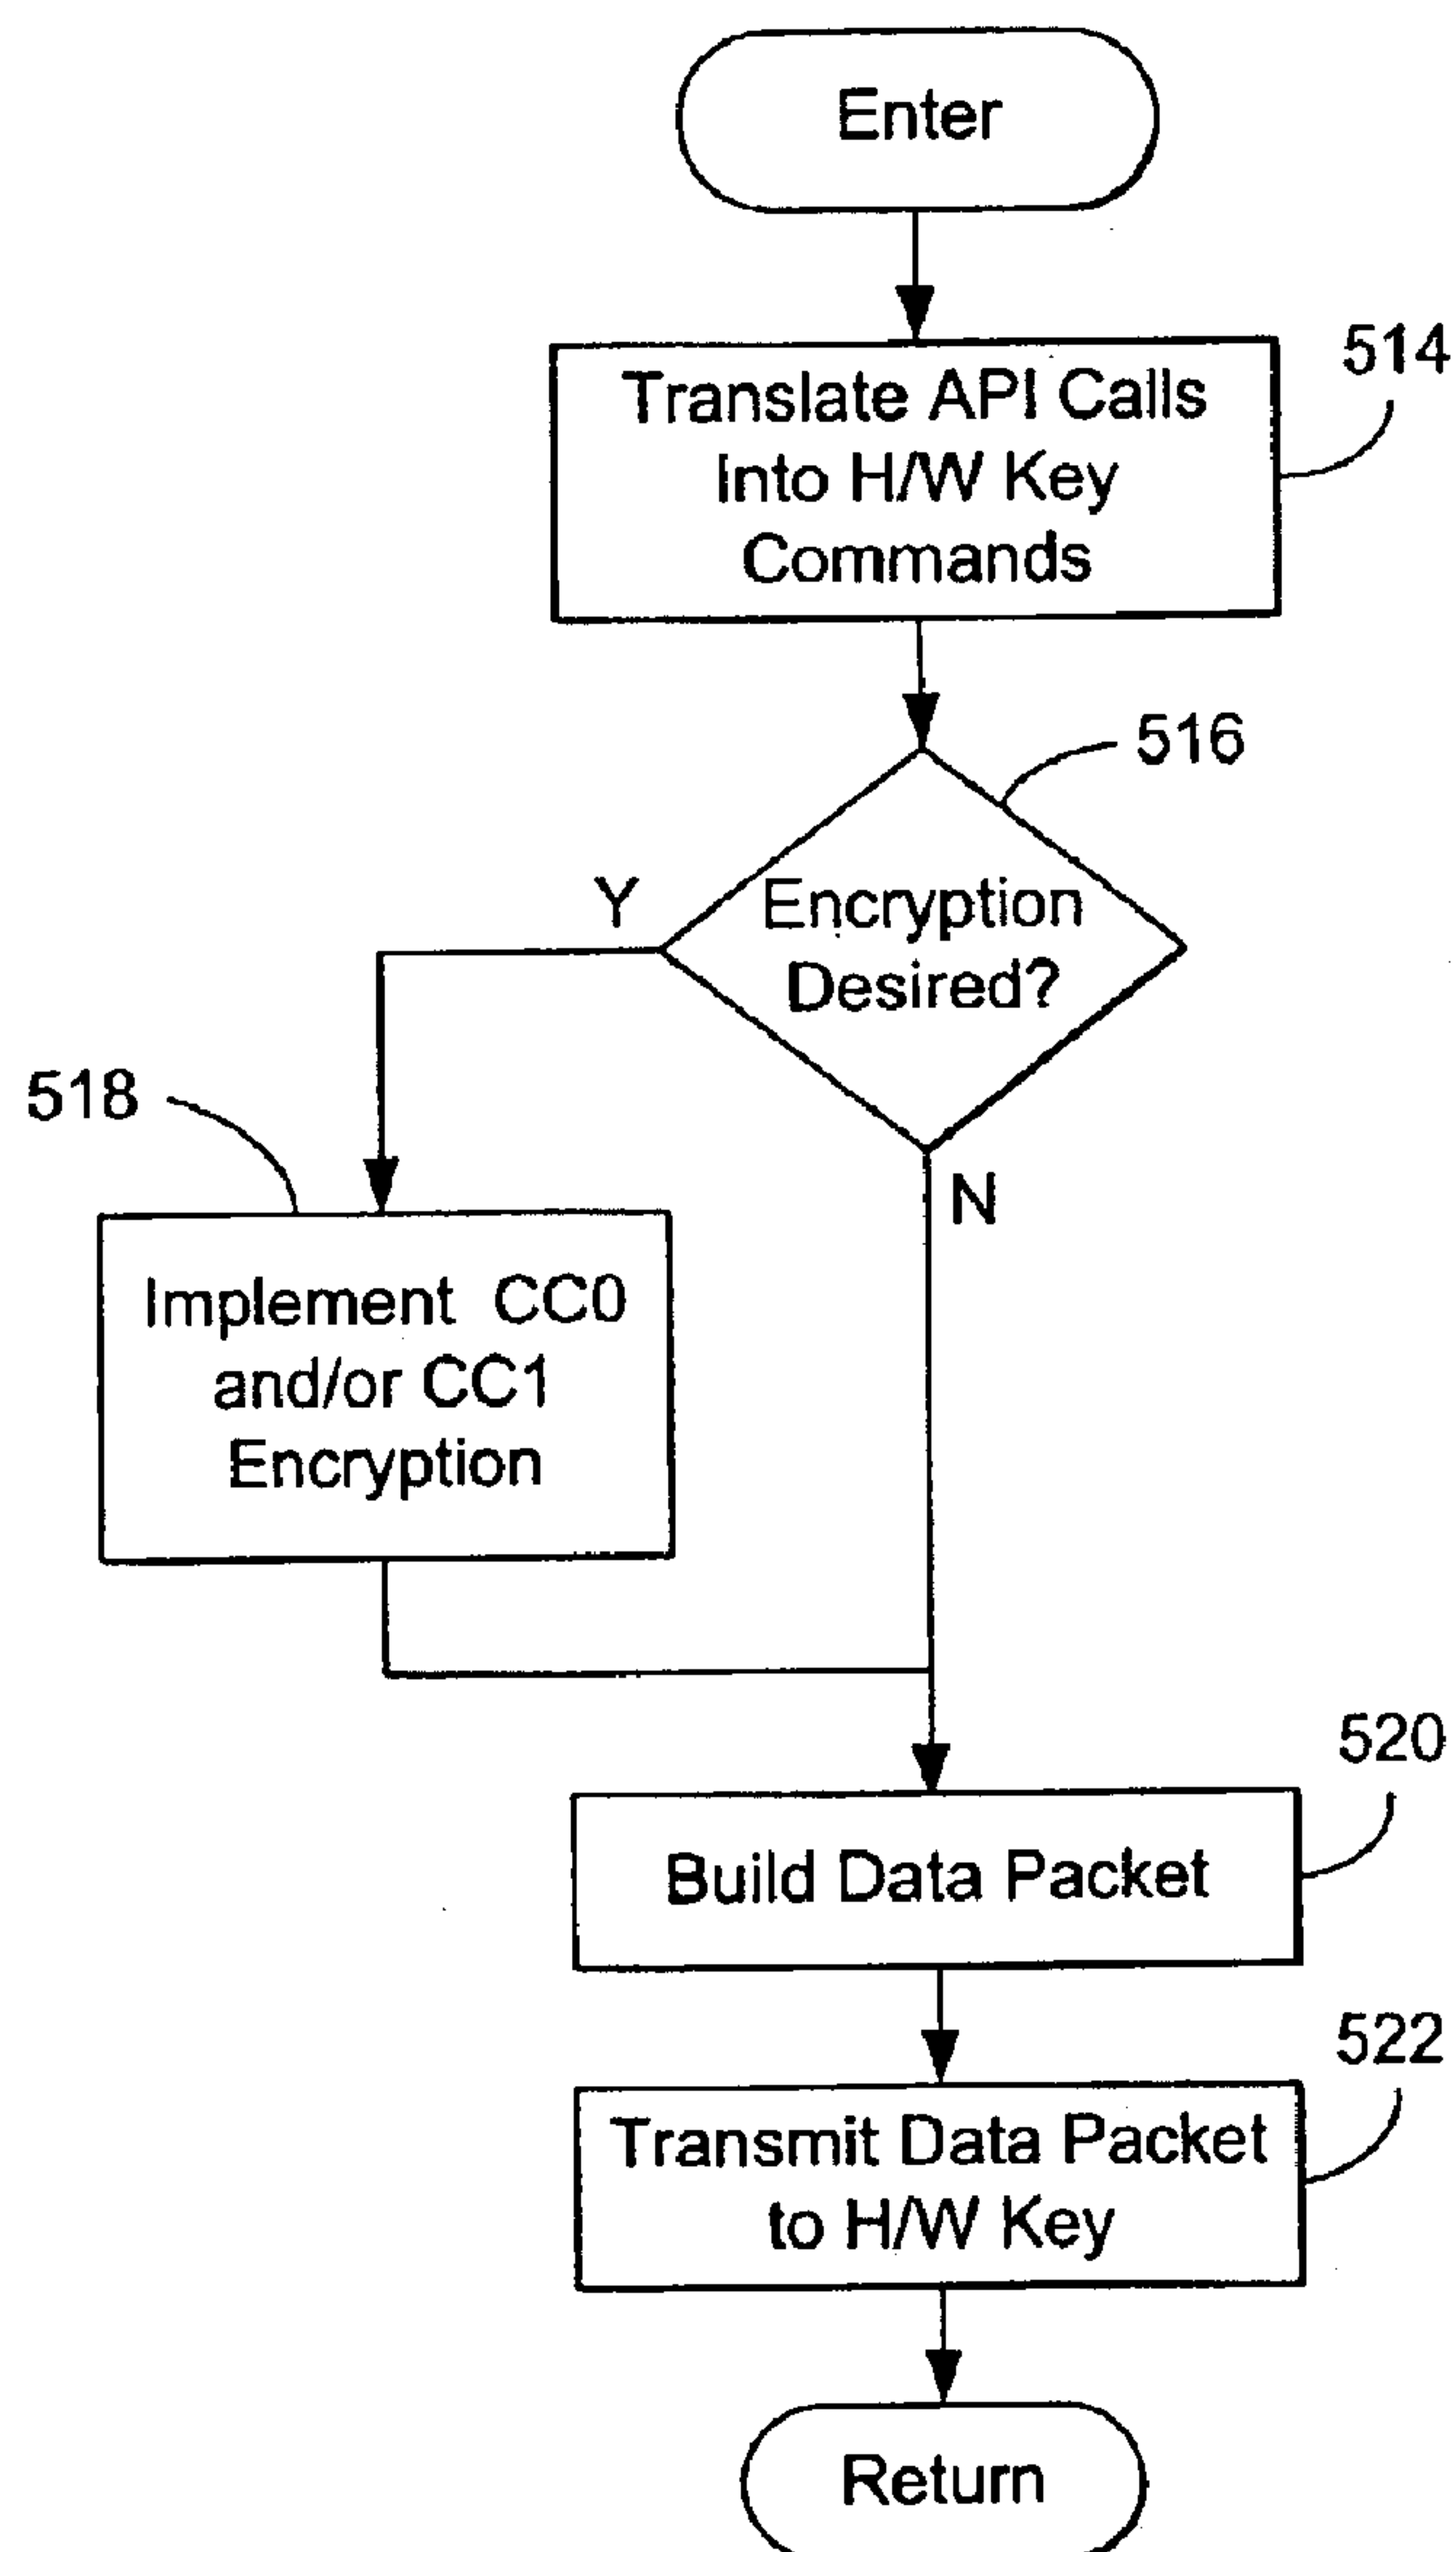 Enter
514
Translate API Calls
into H/W Key
Commands
516
Encryption
Desired?
Y
N
518
Implement CC0
and/or CC1
Encryption
520
Build Data Packet
522
Transmit Data Packet
to H/W Key
Return